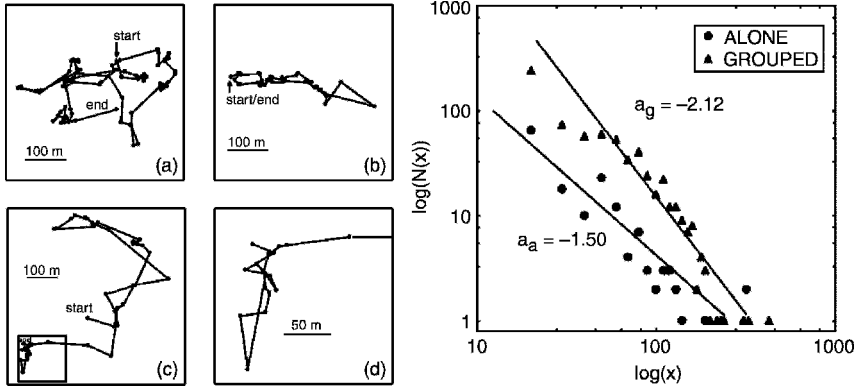 start
end
100 m
(a)
start/end
100 m
(b)
100 m
start
(c)
50 m
(d)
1000
100
10
1
log(N(x))
ALONE
GROUPED
a_g = −2.12
a_a = −1.50
10
100
1000
log(x)